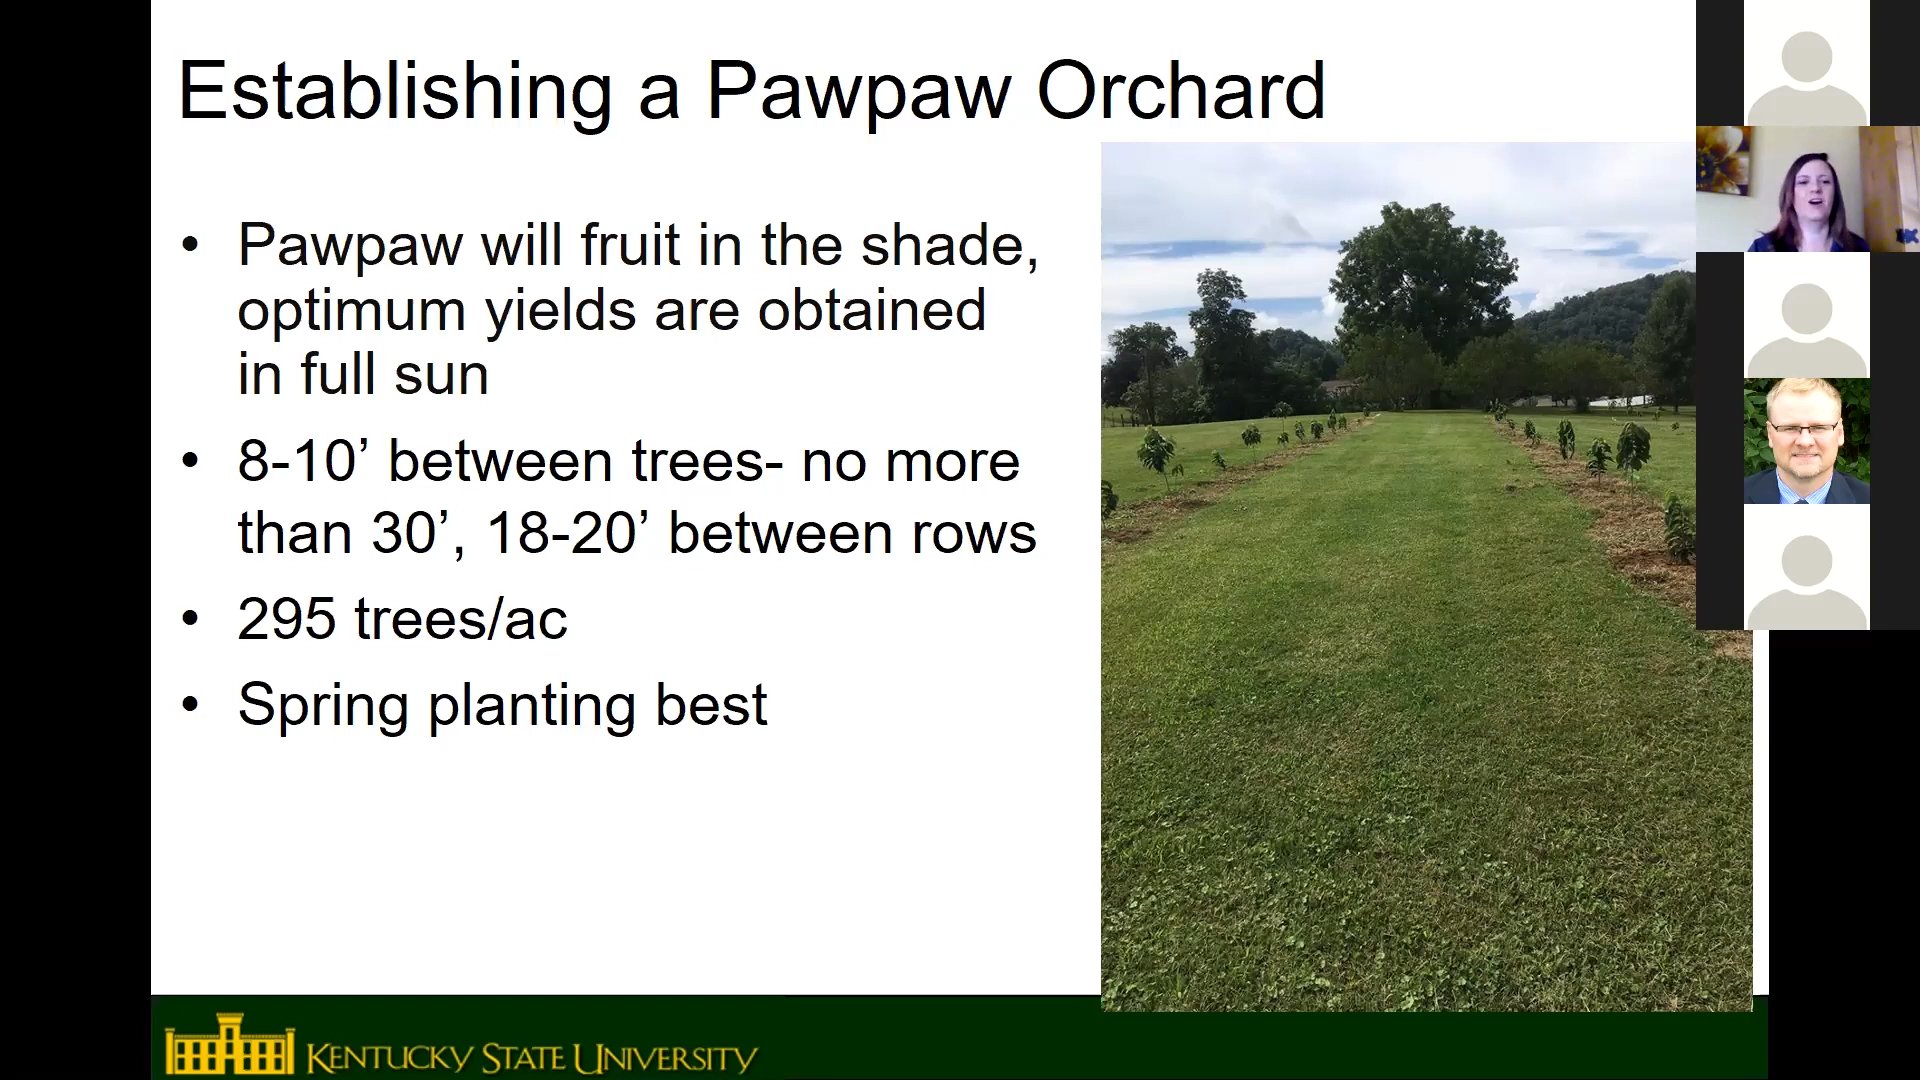 Establishing a Pawpaw Orchard
• Pawpaw will fruit in the shade,
optimum yields are obtained
in full sun
• 8-10’ between trees- no more
than 30’, 18-20’ between rows
• 295 trees/ac
• Spring planting best
KENTUCKY STATE UNIVERSITY